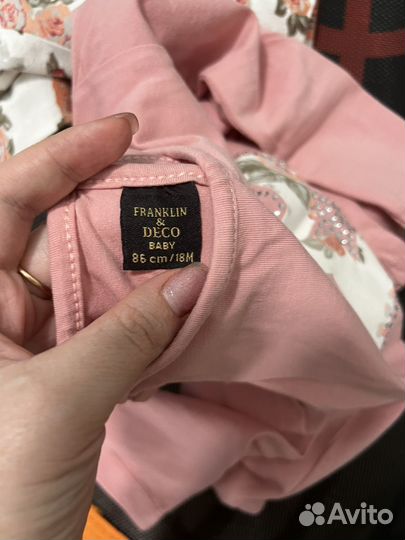 FRANKLIN
&
DECO
BABY
86 cm/18M
Avito